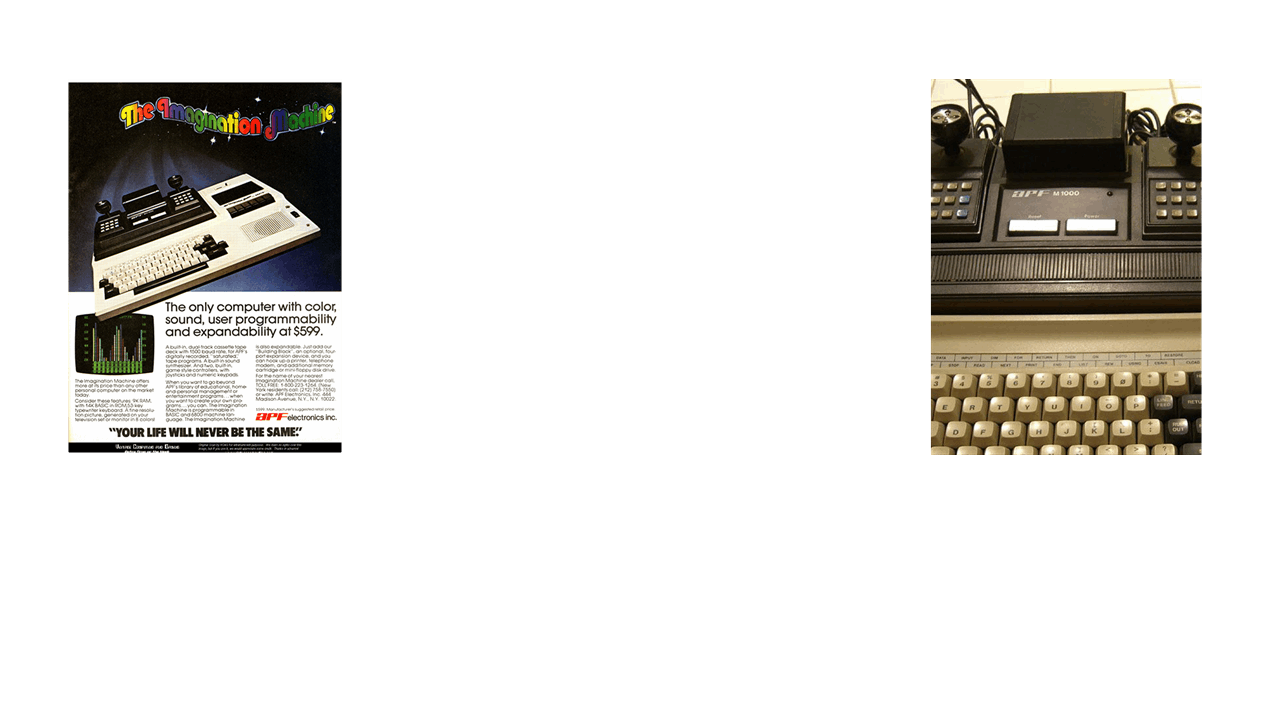 The Imagination Machine
The only computer with color,
sound, user programmability
and expandability at $599.
A built-in, dual track cassette tape
deck with 1500 baud rate, for APF's
digitally recorded, "saturated,"
tape programs. A built-in sound
synthesizer. And two, built-in,
game-style controllers, with
joysticks and numeric keypads.
When you want to go beyond
APF's library of educational, home-
and personal management or
entertainment programs ... when
you want to create your own pro-
grams ... you can. The Imagination
Machine is programmable in
BASIC and 6800 machine lan-
guage. The Imagination Machine
is also expandable. Just add our
"Building Block", an optional, four-
port expansion device, and you
can hook up a printer, telephone
modem, and additional memory
cartridge or mini-floppy disk drive.
For the name of your nearest
Imagination Machine dealer call:
TOLL FREE 1-800-223-1264. (New
York residents call: (212) 758-7550)
or write: APF Electronics, Inc. 444
Madison Avenue, N.Y., N.Y. 10022
The Imagination Machine offers
more at its price than any other
personal computer on the market
today.
Consider these features: 9K RAM,
with 14K BASIC in ROM,53 key
typewriter keyboard. A fine resolu-
tion picture, generated on your
television set or monitor in 8 colors!
Manufacturer's suggested retail price
APF electronics inc.
"YOUR LIFE WILL NEVER BE THE SAME."
APF M1000
Reset Power
DATA INPUT DIM FOR RETURN THEN ON GOTO TO RESTORE
STOP READ NEXT PRINT END LIST NEW
3 4 5 6 7 8 9 0
E R T Y U I O P LINE FEED
D F G H J K L